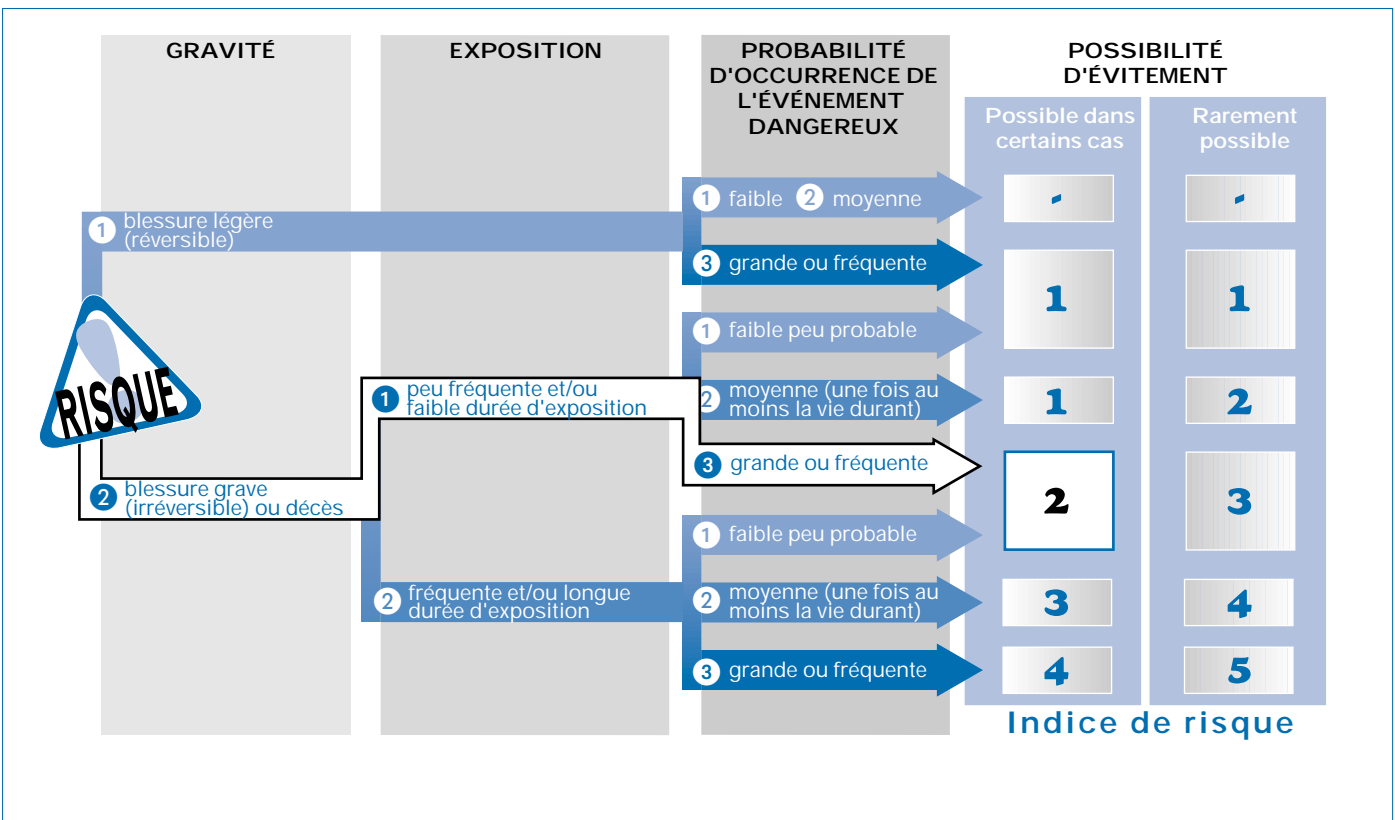 GRAVITÉ
EXPOSITION
PROBABILITÉ
D'OCCURRENCE DE
L'ÉVÉNEMENT
DANGEREUX
POSSIBILITÉ
D'ÉVITEMENT
Possible dans
certains cas
Rarement
possible
1 faible 2 moyenne
- -
1 blessure légère
(réversible)
3 grande ou fréquente
1 1
1 faible peu probable
RISQUE
1 peu fréquente et/ou
faible durée d'exposition
2 moyenne (une fois au
moins la vie durant)
1 2
3 grande ou fréquente
2 3
2 blessure grave
(irréversible) ou décès
1 faible peu probable
2 fréquente et/ou longue
durée d'exposition
2 moyenne (une fois au
moins la vie durant)
3 4
3 grande ou fréquente
4 5
Indice de risque